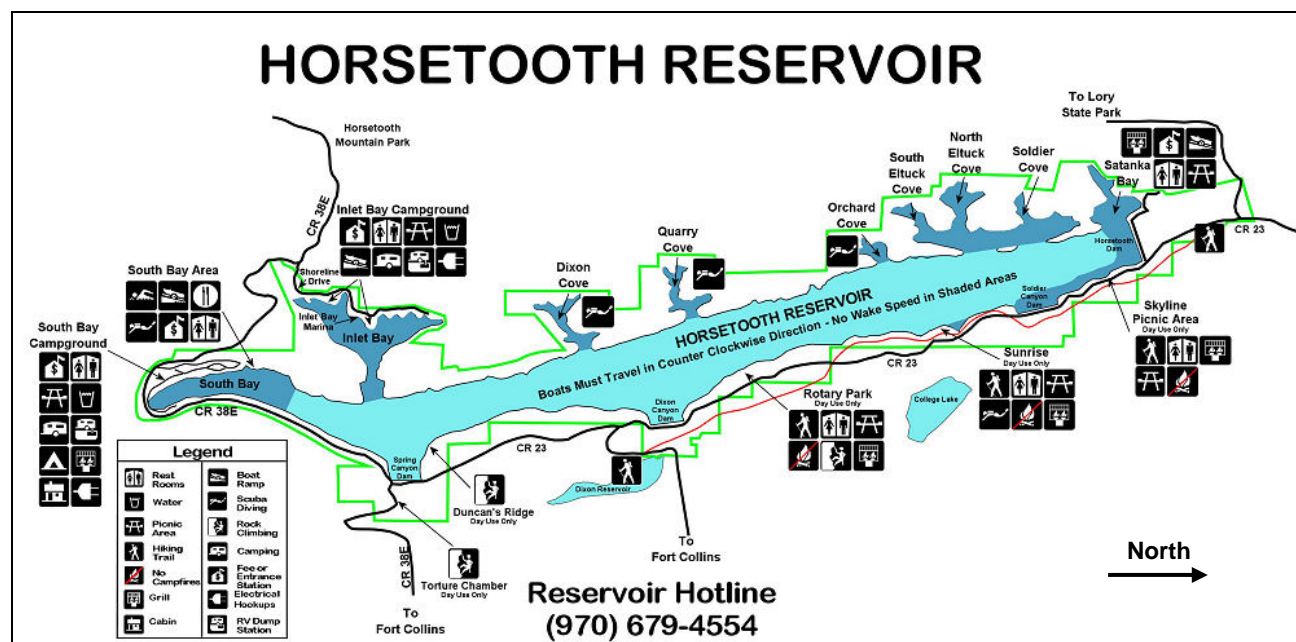 HORSETOOTH RESERVOIR
To Lory
State Park
Horsetooth
Mountain Park
CR 38E
Inlet Bay Campground
South Bay Area
South Bay
Campground
Shoreline
Drive
Inlet Bay
Marina
Inlet Bay
South Bay
CR 38E
Dixon
Cove
Quarry
Cove
Orchard
Cove
South
Eltuck
Cove
North
Eltuck
Cove
Soldier
Cove
Satanka
Bay
Horsetooth
Dam
CR 23
HORSETOOTH RESERVOIR
Boats Must Travel in Counter Clockwise Direction - No Wake Speed in Shaded Areas
Soldier
Canyon
Dam
Skyline
Picnic Area
Day Use Only
Sunrise
Day Use Only
CR 23
College Lake
Rotary Park
Day Use Only
Dixon
Canyon
Dam
CR 23
Dixon Reservoir
Spring
Canyon
Dam
Duncan's Ridge
Day Use Only
Torture Chamber
Day Use Only
CR 38E
To
Fort Collins
To
Fort Collins
North
Legend
Rest
Rooms
Water
Picnic
Area
Hiking
Trail
No
Campfires
Grill
Cabin
Boat
Ramp
Scuba
Diving
Rock
Climbing
Camping
Fee or
Entrance
Station
Electrical
Hookups
RV Dump
Station
Reservoir Hotline
(970) 679-4554